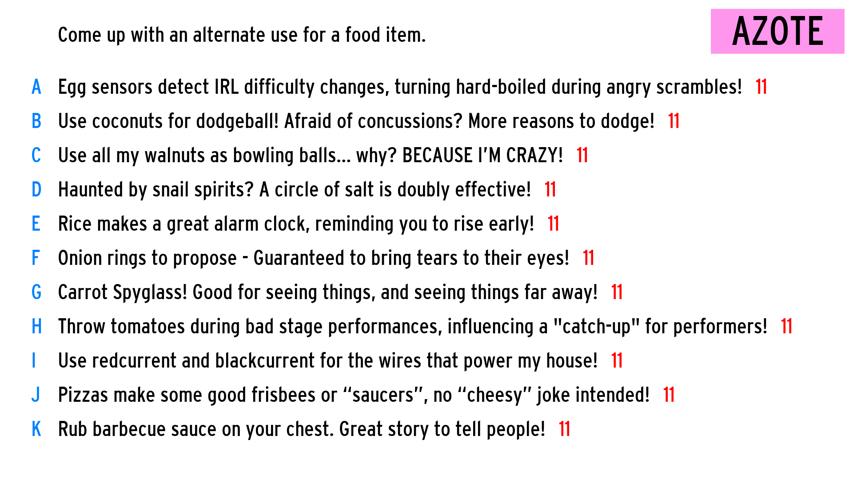 Come up with an alternate use for a food item.
AZOTE
A Egg sensors detect IRL difficulty changes, turning hard-boiled during angry scrambles! 11
B Use coconuts for dodgeball! Afraid of concussions? More reasons to dodge! 11
C Use all my walnuts as bowling balls... why? BECAUSE I'M CRAZY! 11
D Haunted by snail spirits? A circle of salt is doubly effective! 11
E Rice makes a great alarm clock, reminding you to rise early! 11
F Onion rings to propose - Guaranteed to bring tears to their eyes! 11
G Carrot Spyglass! Good for seeing things, and seeing things far away! 11
H Throw tomatoes during bad stage performances, influencing a "catch-up" for performers! 11
I Use redcurrent and blackcurrent for the wires that power my house! 11
J Pizzas make some good frisbees or “saucers”, no “cheesy” joke intended! 11
K Rub barbecue sauce on your chest. Great story to tell people! 11